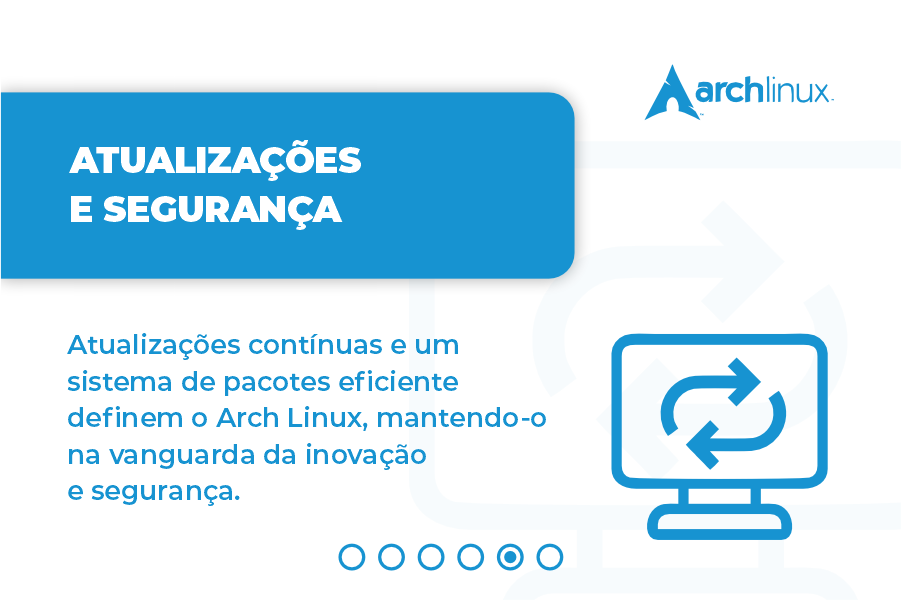 archlinux
ATUALIZAÇÕES
E SEGURANÇA
Atualizações contínuas e um
sistema de pacotes eficiente
definem o Arch Linux, mantendo-o
na vanguarda da inovação
e segurança.